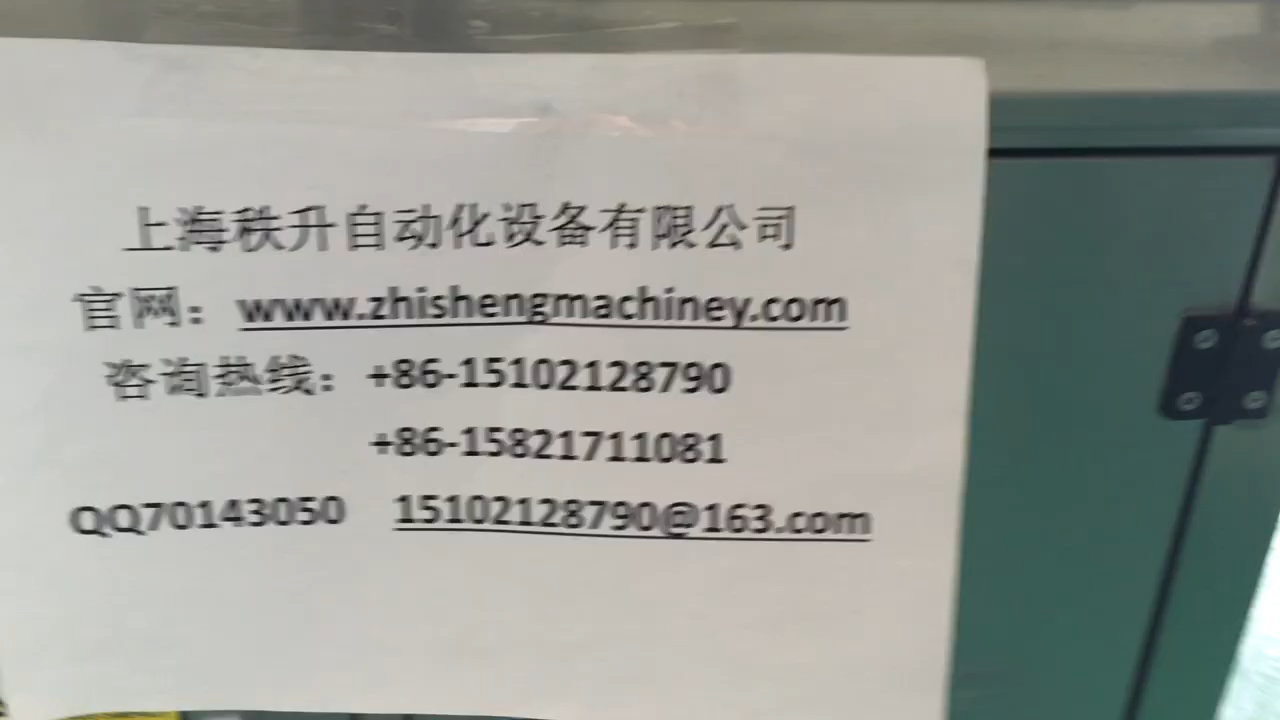 上海秩升自动化设备有限公司
官网：www.zhishengmachiney.com
咨询热线：+86-15102128790
+86-15821711081
QQ70143050 15102128790@163.com